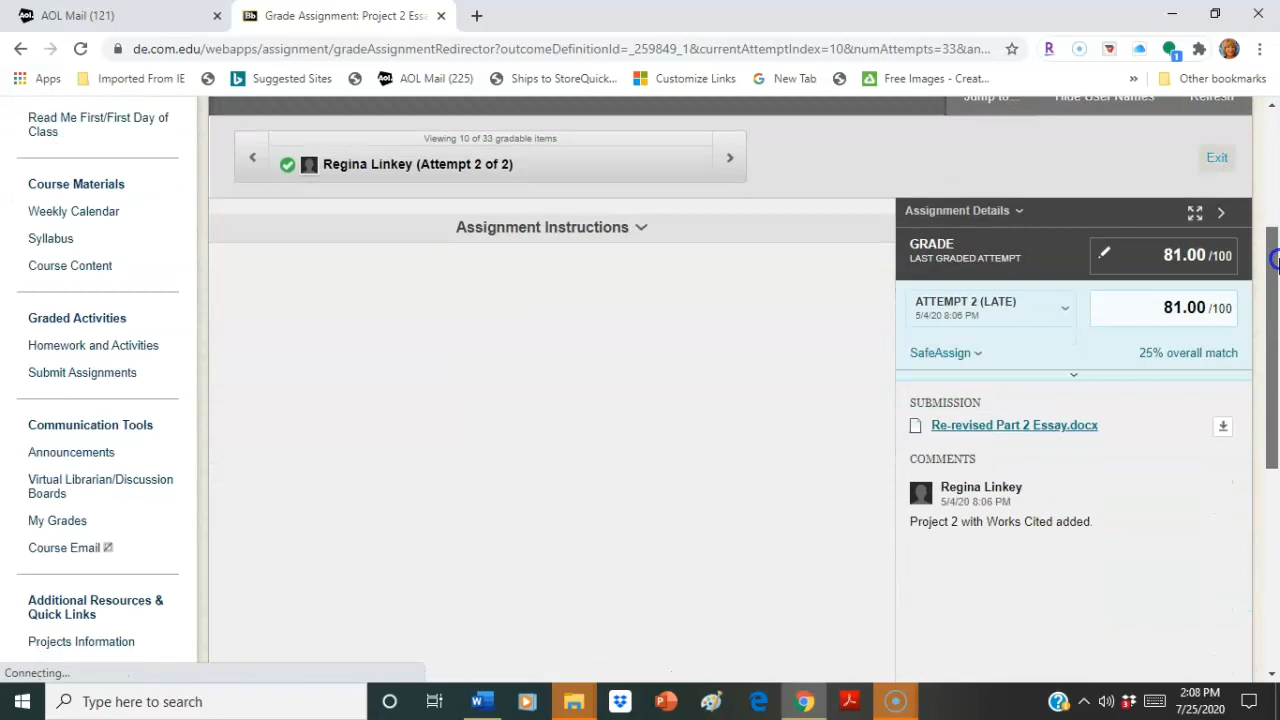 AOL Mail (121)
Grade Assignment: Project 2 Essa
de.com.edu/webapps/assignment/gradeAssignmentRedirector?outcomeDefinitionId=_259849_1&currentAttemptIndex=10&numAttempts=33&an...
Apps
Imported From IE
Suggested Sites
AOL Mail (225)
Ships to StoreQuick...
Customize Links
New Tab
Free Images - Creat...
»
Other bookmarks
Read Me First/First Day of
Class
Course Materials
Weekly Calendar
Syllabus
Course Content
Graded Activities
Homework and Activities
Submit Assignments
Communication Tools
Announcements
Virtual Librarian/Discussion
Boards
My Grades
Course Email
Additional Resources &
Quick Links
Projects Information
Connecting...
Jump to...
Hide User Names
Refresh
Viewing 10 of 33 gradable items
Regina Linkey (Attempt 2 of 2)
Exit
Assignment Instructions
Assignment Details
GRADE
LAST GRADED ATTEMPT
81.00 /100
ATTEMPT 2 (LATE)
5/4/20 8:06 PM
81.00 /100
SafeAssign
25% overall match
SUBMISSION
Re-revised Part 2 Essay.docx
COMMENTS
Regina Linkey
5/4/20 8:06 PM
Project 2 with Works Cited added.
Type here to search
2:08 PM
7/25/2020